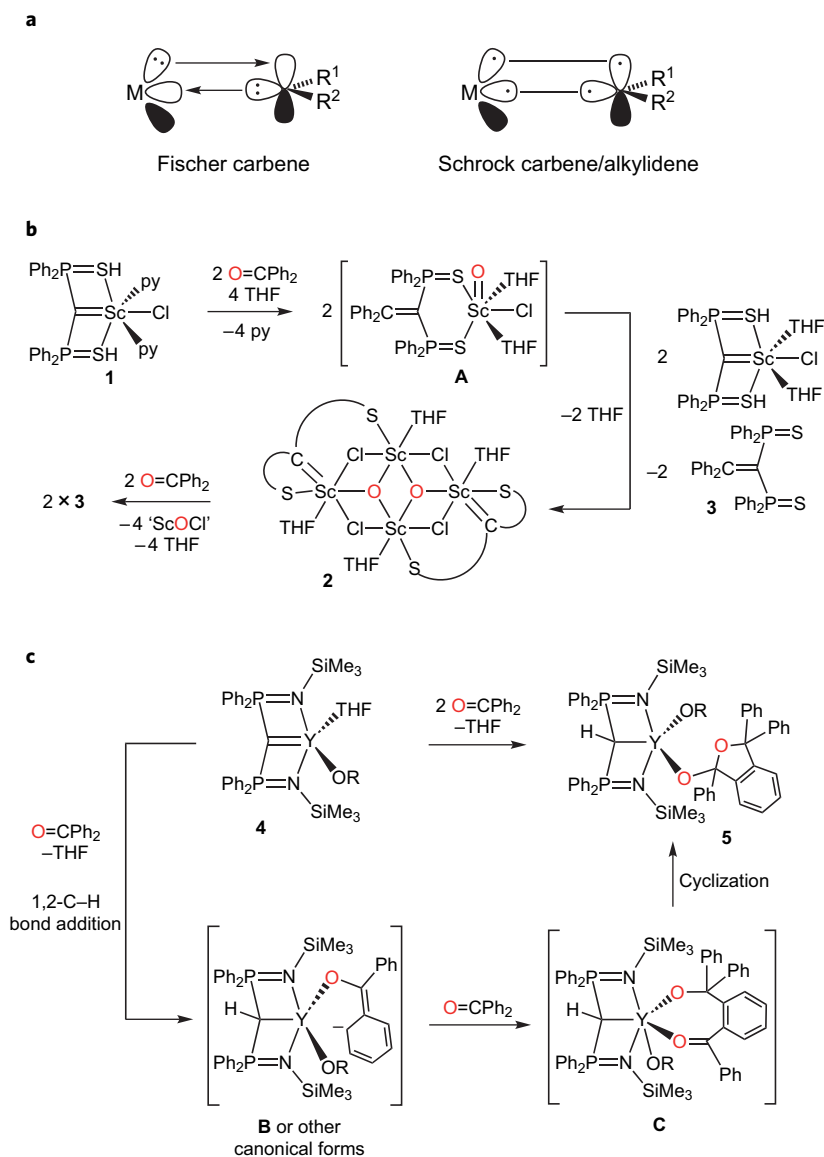 a
M
R1
R2
M
R1
R2
Fischer carbene
Schrock carbene/alkylidene
b
Ph2P=SH
py
Sc—Cl
py
Ph2P=SH
1
2 O=CPh2
4 THF
–4 py
2
Ph2P=S
O
THF
Ph2C
Sc—Cl
THF
Ph2P=S
A
–2 THF
2
Ph2P=SH
THF
Sc—Cl
THF
Ph2P=SH
–2
Ph2P=S
Ph2C
Ph2P=S
3
2 × 3
2 O=CPh2
–4 'ScOCl'
–4 THF
S
THF
C
Cl
Sc
Cl
THF
S
Sc
O
O
Sc
S
THF
Cl
Sc
Cl
C
THF
S
2
c
SiMe3
Ph2P=N
THF
Y
OR
Ph2P=N
SiMe3
4
2 O=CPh2
–THF
SiMe3
Ph2P=N
OR
H
Y
O
Ph
Ph
O
Ph
Ph2P=N
SiMe3
5
O=CPh2
–THF
1,2-C–H
bond addition
Cyclization
SiMe3
Ph2P=N
O
Ph
H
Y
–
OR
Ph2P=N
SiMe3
B or other
canonical forms
O=CPh2
SiMe3
Ph2P=N
Ph
Ph
O
H
Y
O
OR
Ph
Ph2P=N
SiMe3
C